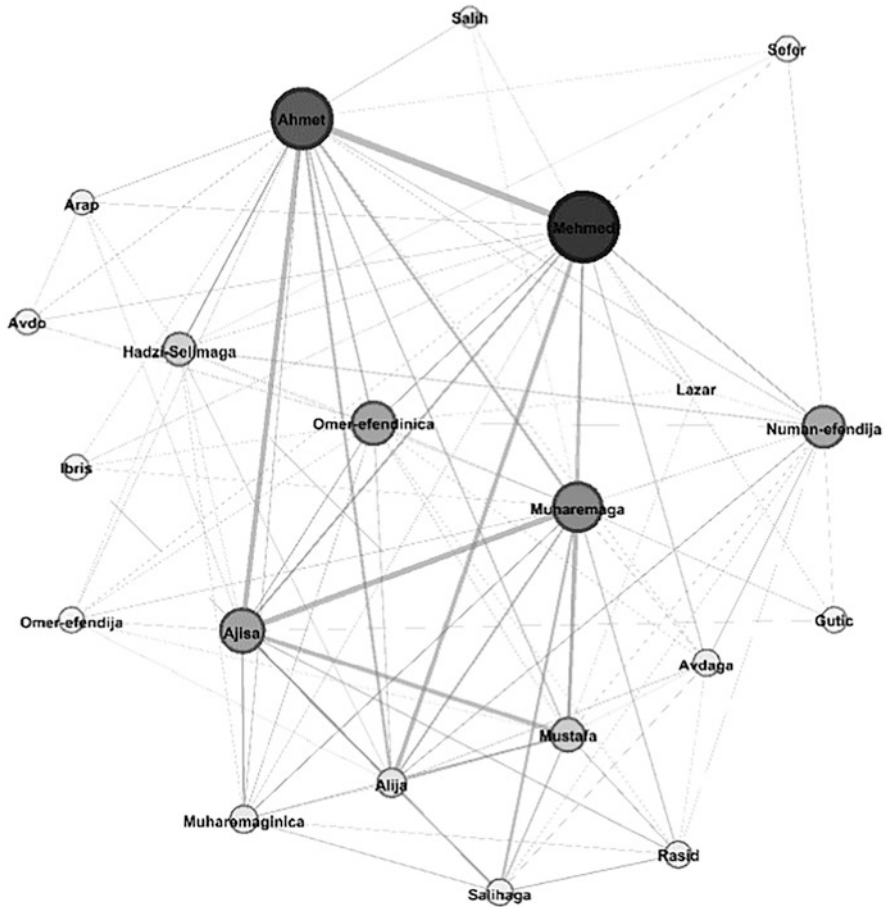 Salih
Sefer
Ahmet
Arap
Mehmed
Avdo
Hadzi-Selimaga
Lazar
Omer-efendinica
Numan-efendija
Ibris
Muharemaga
Omer-efendija
Ajisa
Gutic
Avdaga
Mustafa
Alija
Muharemaginica
Rasid
Salihaga